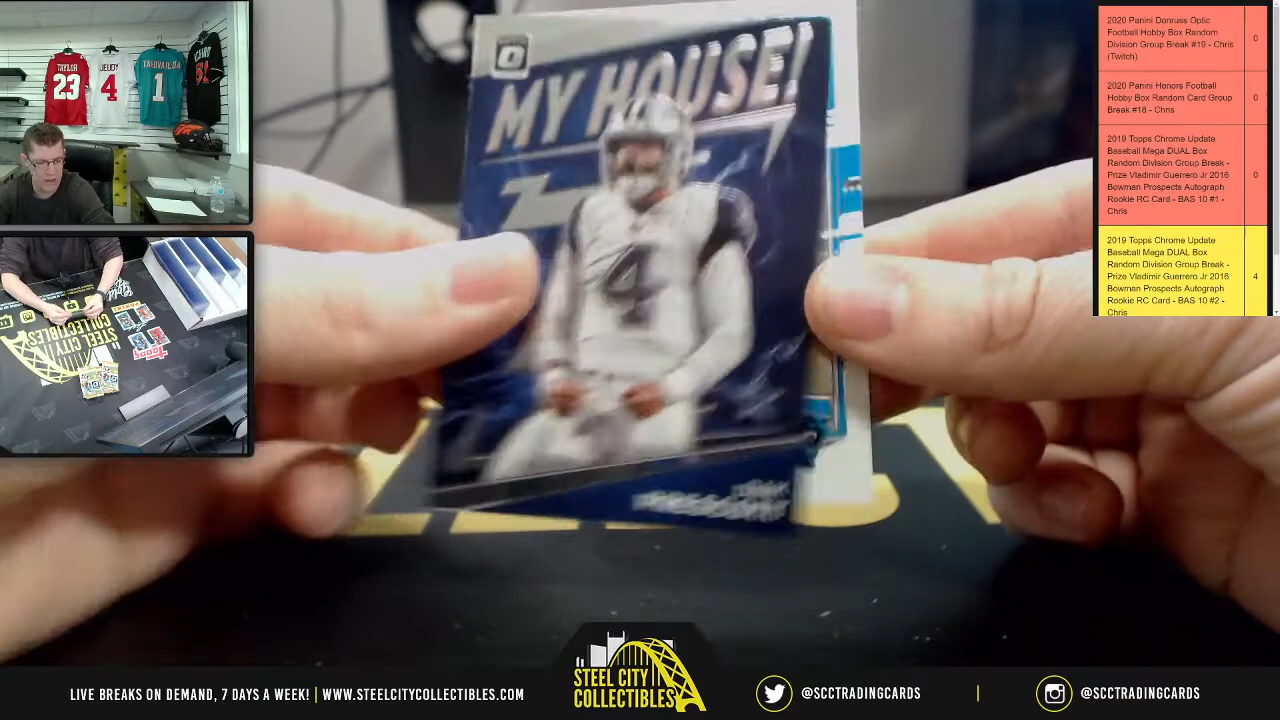 TAYLOR
23
JEUDY
4
TAGOVAILOA
1
51
MY HOUSE!
4
2020 Panini Donruss Optic
Football Hobby Box Random
Division Group Break #19 - Chris
(Twitch)
0
2020 Panini Honors Football
Hobby Box Random Card Group
Break #18 - Chris
0
2019 Topps Chrome Update
Baseball Mega DUAL Box
Random Division Group Break -
Prize Vladimir Guerrero Jr 2016
Bowman Prospects Autograph
Rookie RC Card - BAS 10 #1 -
Chris
0
2019 Topps Chrome Update
Baseball Mega DUAL Box
Random Division Group Break -
Prize Vladimir Guerrero Jr 2016
Bowman Prospects Autograph
Rookie RC Card - BAS 10 #2 -
Chris
4
STEEL CITY
COLLECTIBLES
LIVE BREAKS ON DEMAND, 7 DAYS A WEEK! | WWW.STEELCITYCOLLECTIBLES.COM
STEEL CITY
COLLECTIBLES
@SCCTRADINGCARDS
@SCCTRADINGCARDS